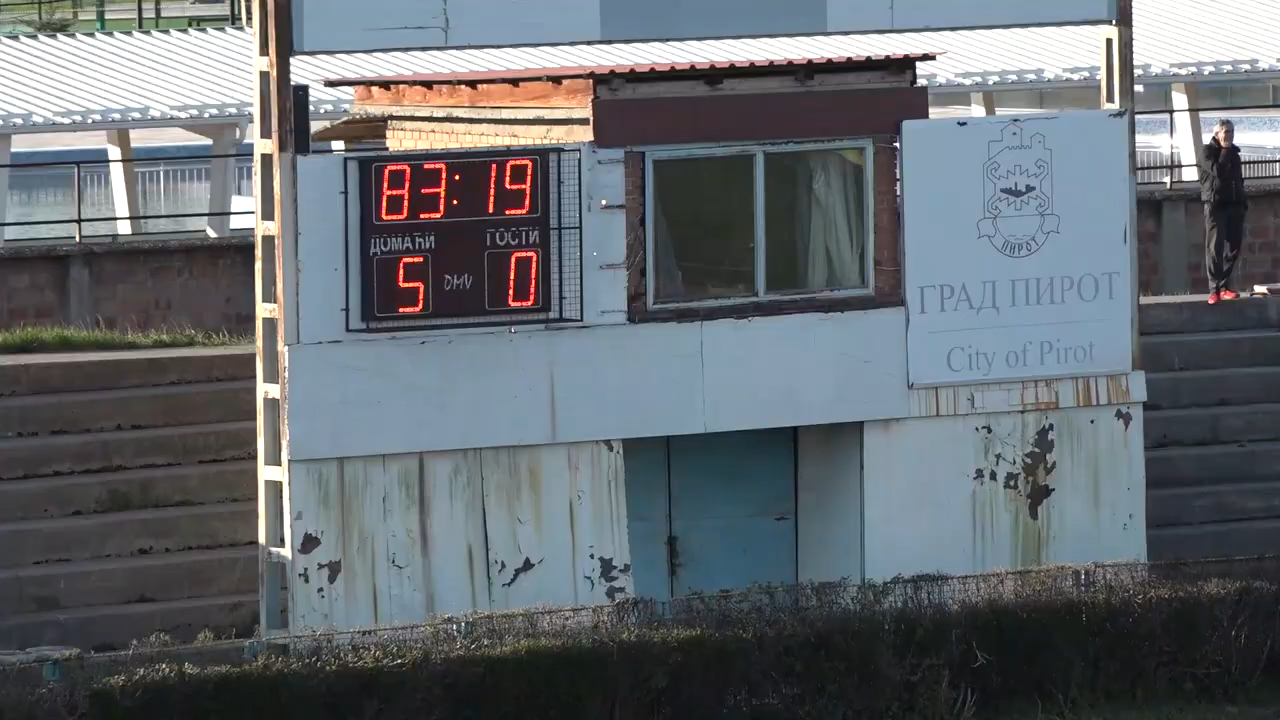 83:19
ДОМАЋИ ГОСТИ
5 DMV 0
ПИРОТ
ГРАД ПИРОТ
City of Pirot